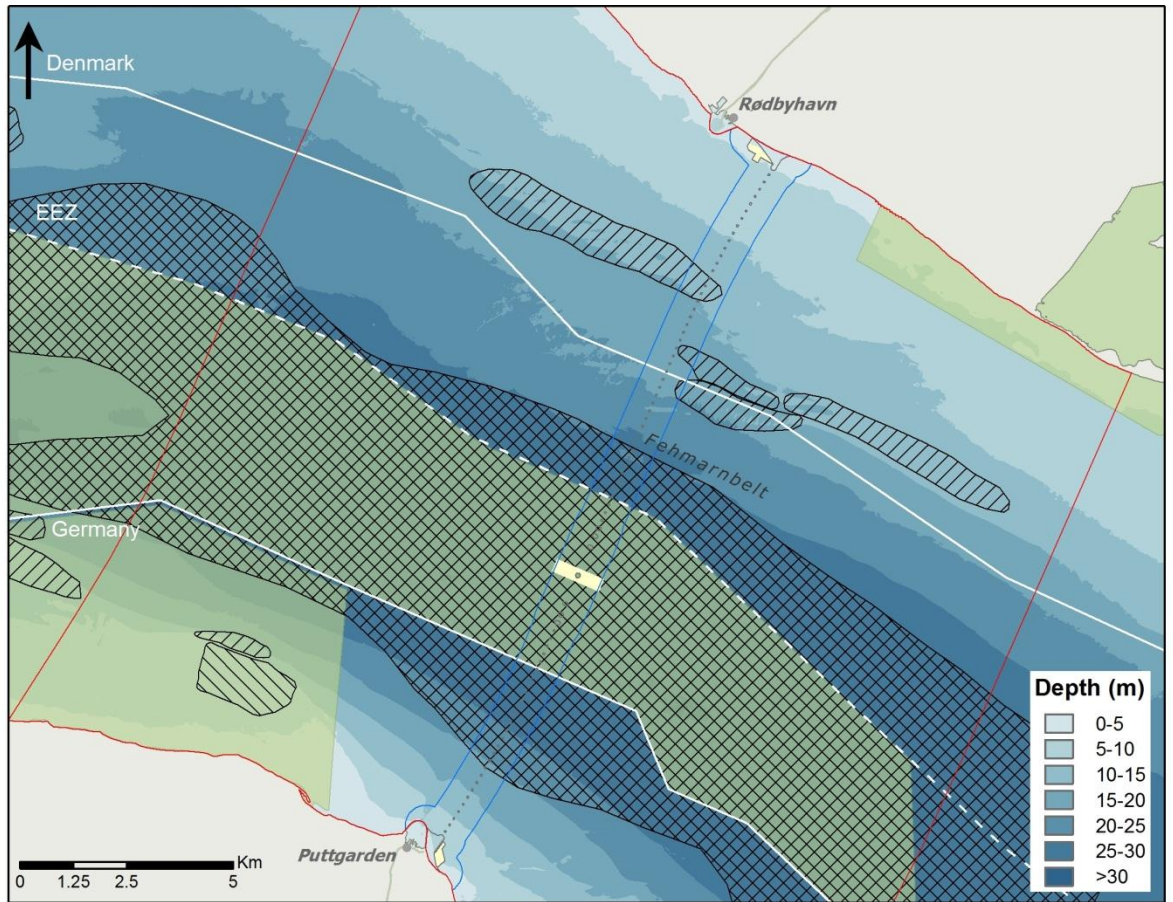 Denmark
Rødbyhavn
EEZ
Fehmarnbelt
Germany
Puttgarden
Km
0 1.25 2.5 5
Depth (m)
0-5
5-10
10-15
15-20
20-25
25-30
>30